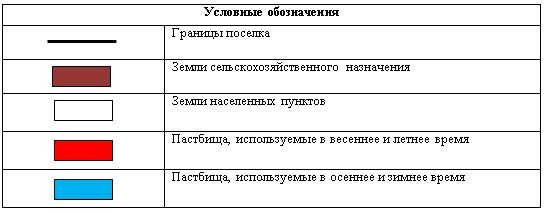 Условные обозначения
Границы поселка
Земли сельскохозяйственного назначения
Земли населенных пунктов
Пастбища, используемые в весеннее и летнее время
Пастбища, используемые в осеннее и зимнее время